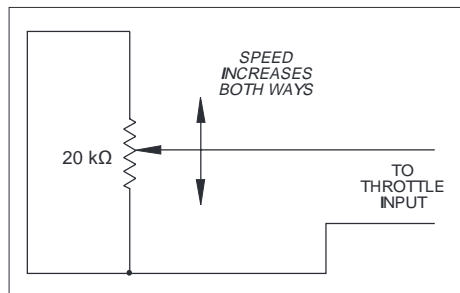 SPEED
INCREASES
BOTH WAYS
20 kΩ
TO
THROTTLE
INPUT